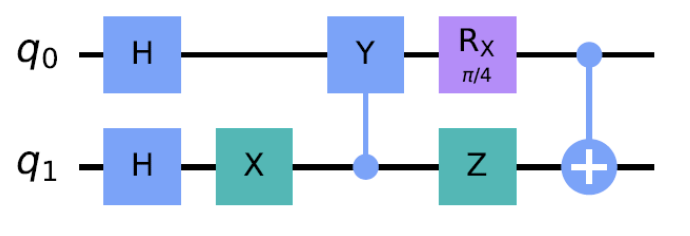 q0 H Y RX π/4
q1 H X Z